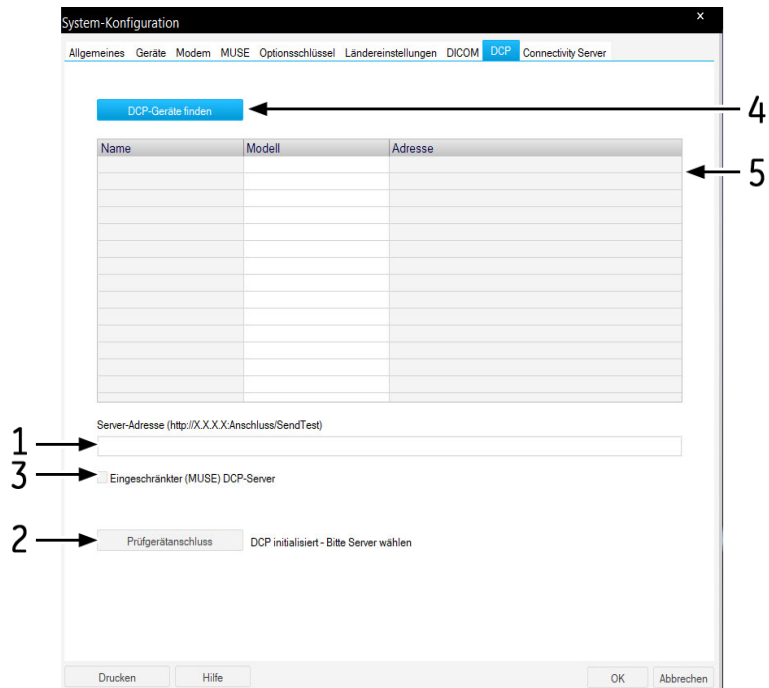 System-Konfiguration x
Allgemeines Geräte Modem MUSE Optionsschlüssel Ländereinstellungen DICOM DCP Connectivity Server
DCP-Geräte finden
4
Name Modell Adresse
5
Server-Adresse (http://X.X.X.X:Anschluss/SendTest)
1
3
Eingeschränkter (MUSE) DCP-Server
2
Prüfgerätanschluss DCP initialisiert - Bitte Server wählen
Drucken Hilfe OK Abbrechen